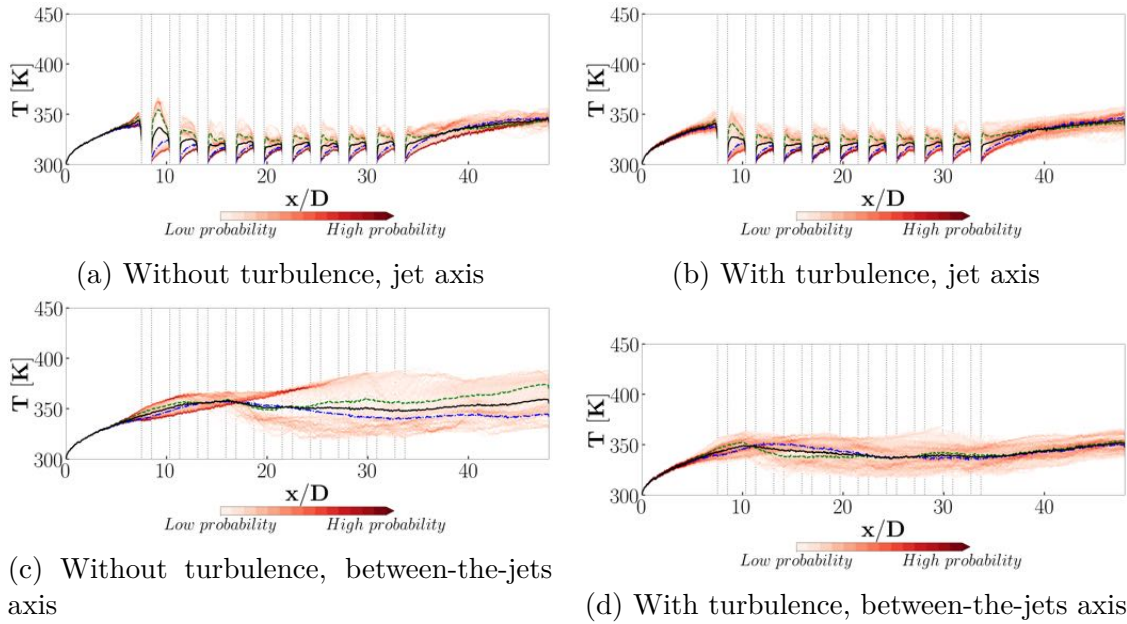 450
400
350
300
T [K]
0 10 20 30 40
x/D
Low probability High probability
(a) Without turbulence, jet axis
450
400
350
300
T [K]
0 10 20 30 40
x/D
Low probability High probability
(b) With turbulence, jet axis
450
400
350
300
T [K]
0 10 20 30 40
x/D
Low probability High probability
(c) Without turbulence, between-the-jets
axis
450
400
350
300
T [K]
0 10 20 30 40
x/D
Low probability High probability
(d) With turbulence, between-the-jets axis